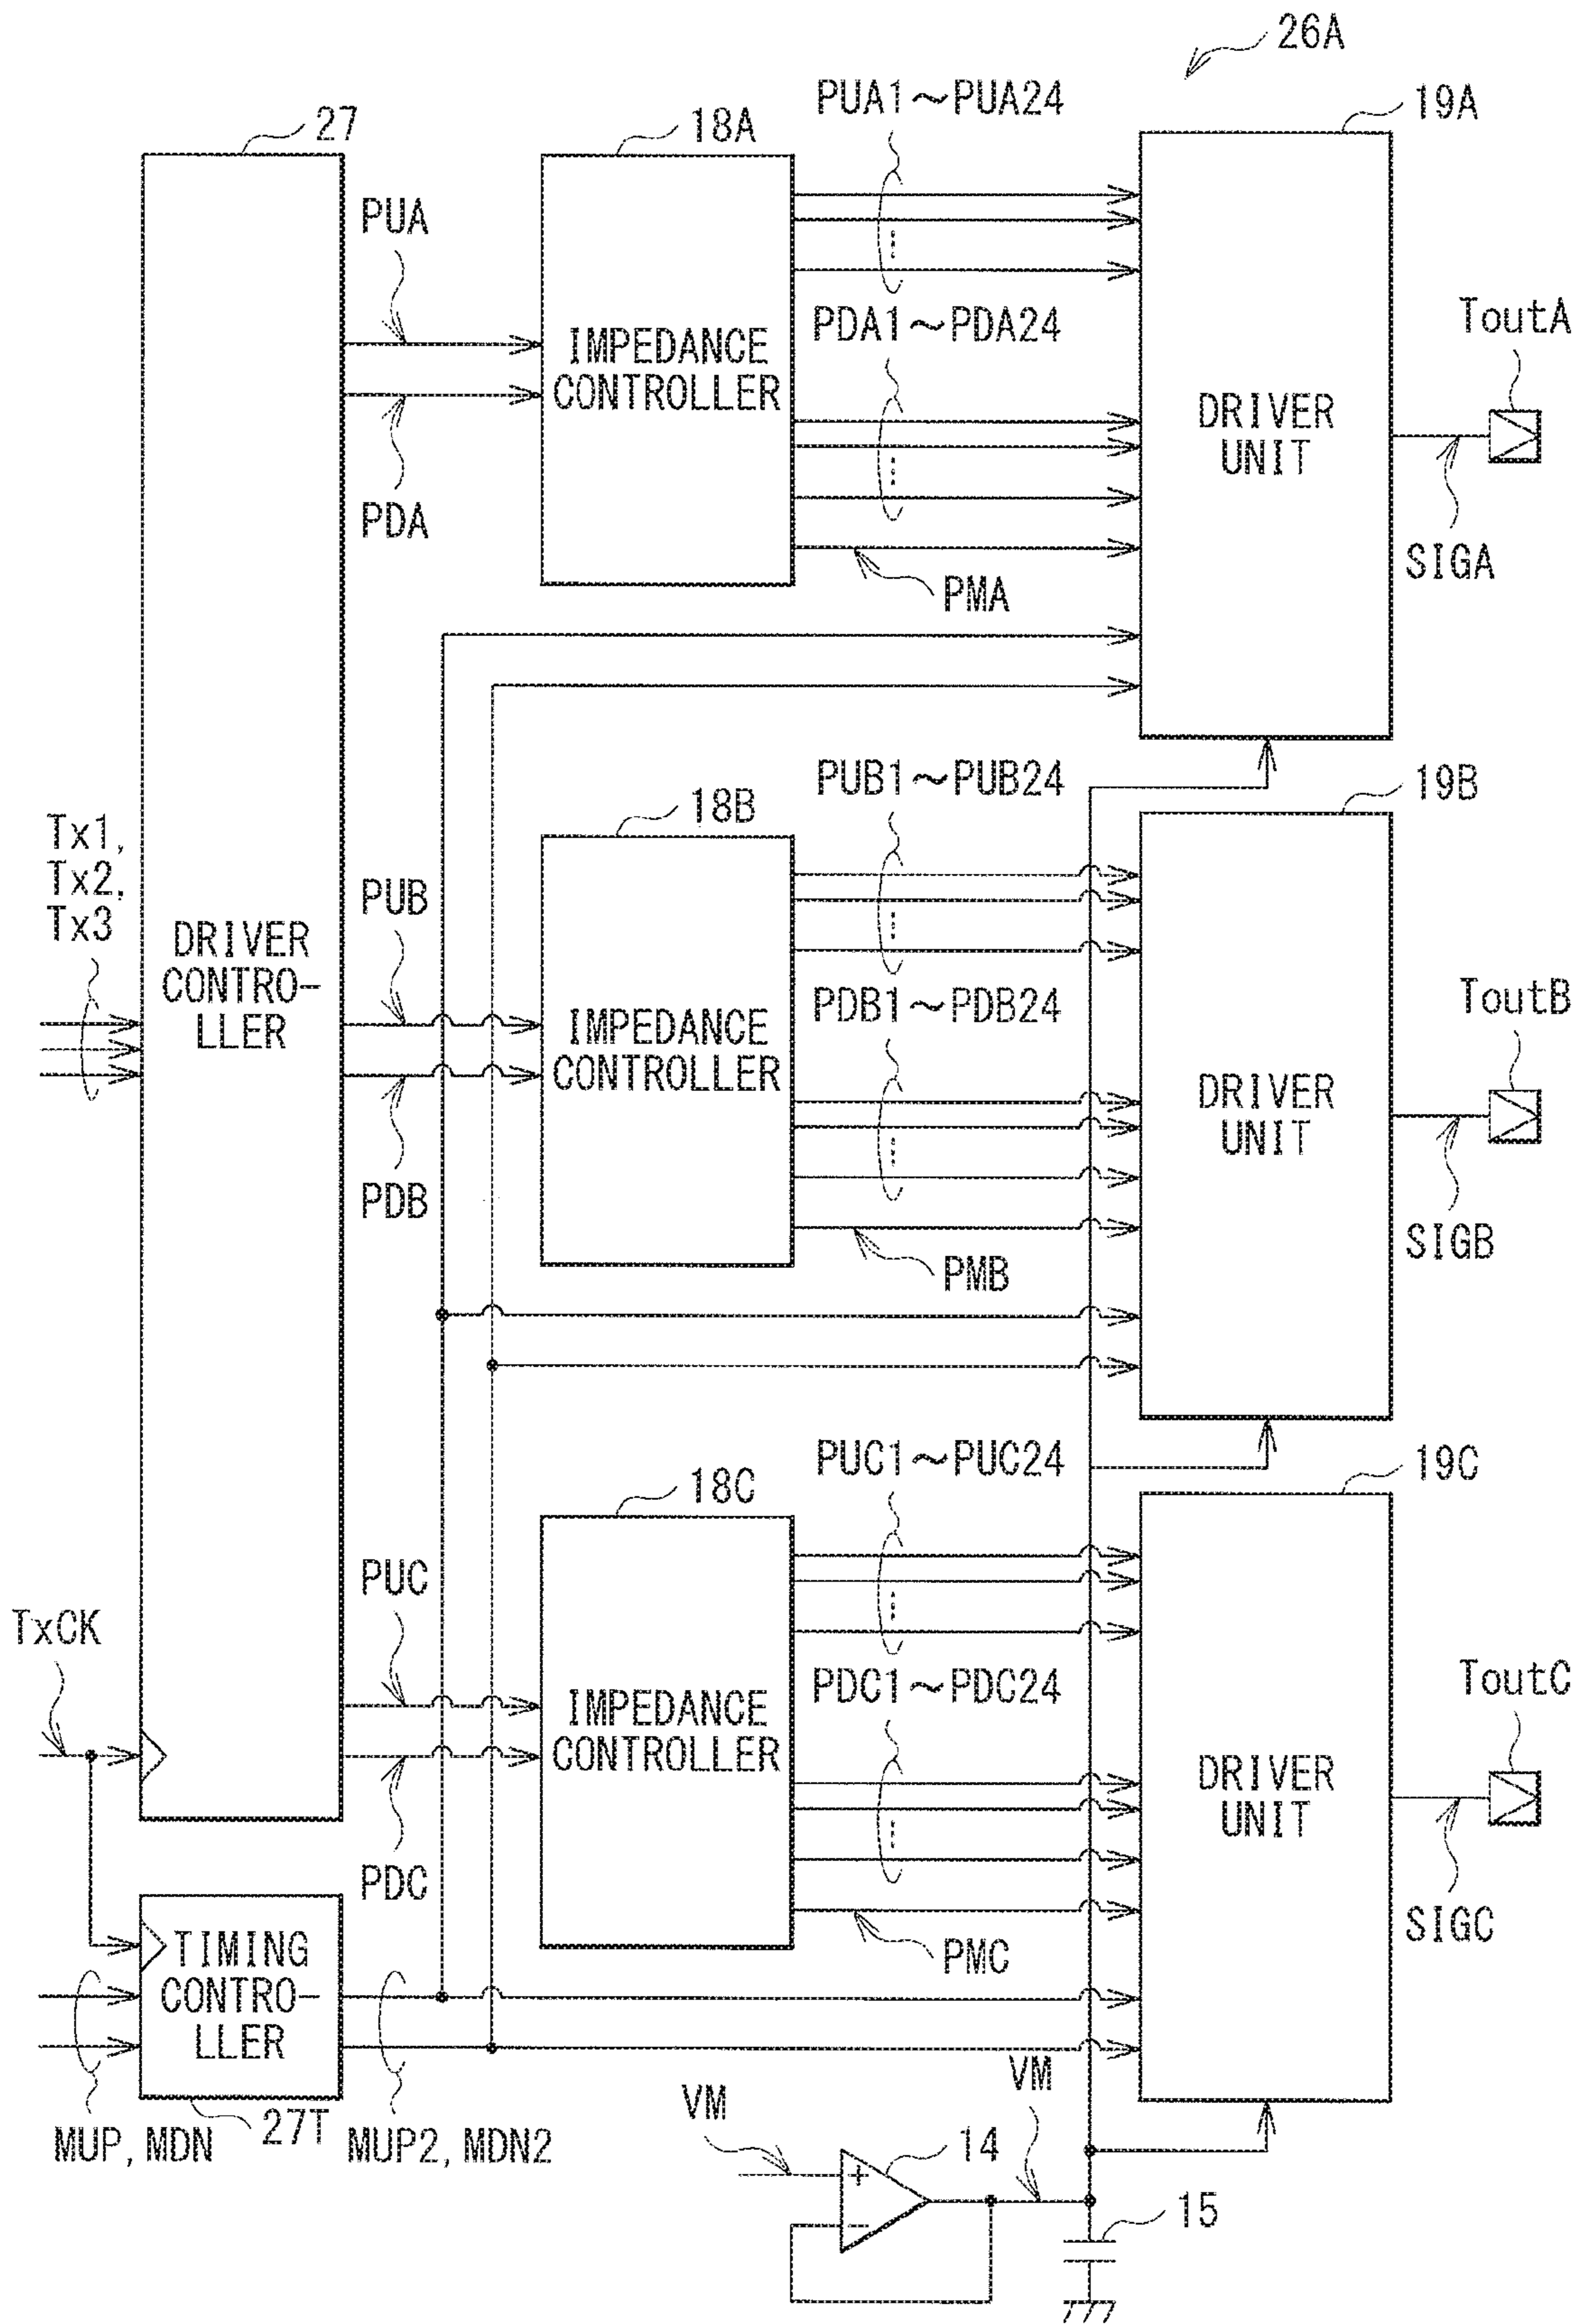 26A
PUA1～PUA24
19A
27
18A
PUA
IMPEDANCE
CONTROLLER
PDA1～PDA24
ToutA
DRIVER
UNIT
PDA
SIGA
PMA
PUB1～PUB24
19B
18B
Tx1,
Tx2,
Tx3
PUB
DRIVER
CONTRO-
LLER
IMPEDANCE
CONTROLLER
PDB1～PDB24
ToutB
DRIVER
UNIT
PDB
SIGB
PMB
PUC1～PUC24
19C
18C
PUC
TxCK
IMPEDANCE
CONTROLLER
PDC1～PDC24
ToutC
DRIVER
UNIT
PDC
SIGC
PMC
TIMING
CONTRO-
LLER
27T
MUP, MDN
MUP2, MDN2
VM
VM
14
+
−
15